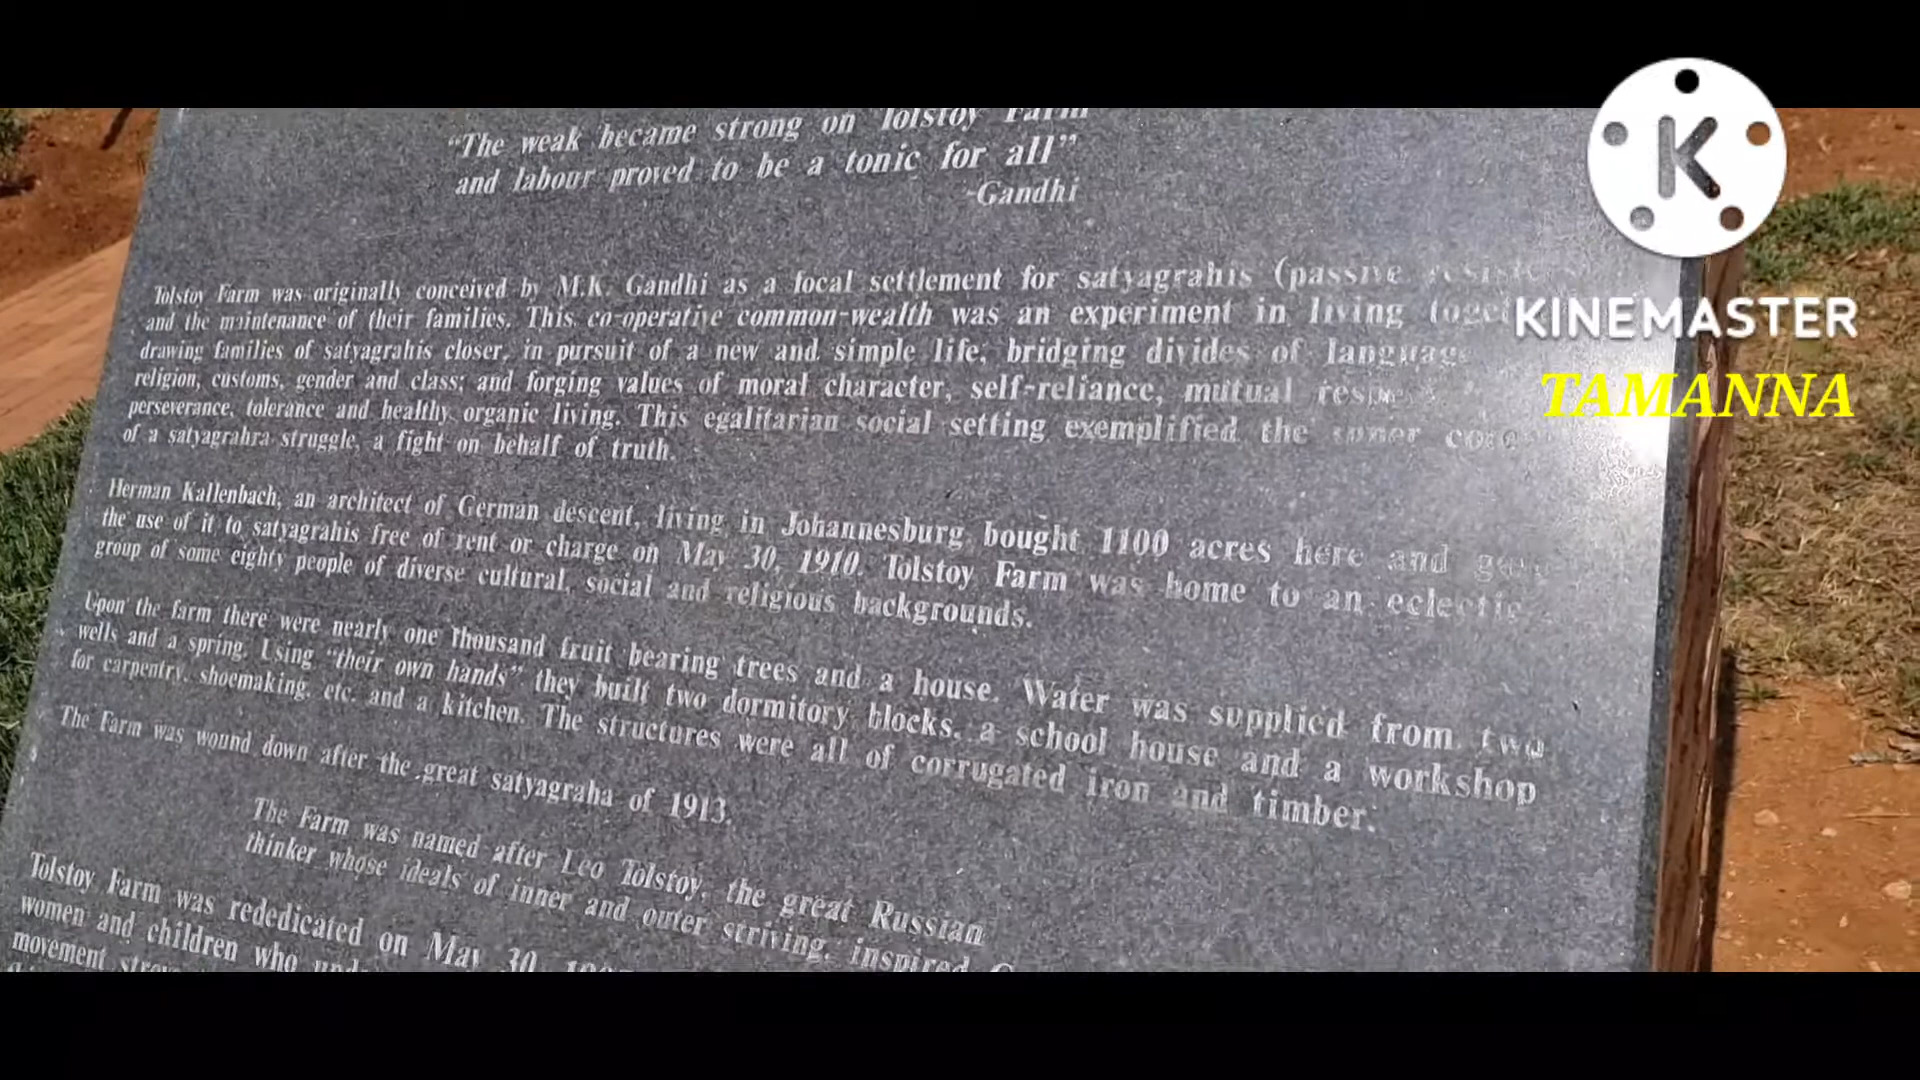 "The weak became strong on Tolstoy Farm
and labour proved to be a tonic for all"
-Gandhi
Tolstoy Farm was originally conceived by M.K. Gandhi as a focal settlement for satyagrahis (passive
and the maintenance of their families. This co-operative common-wealth was an experiment in living
drawing families of satyagrahis closer, in pursuit of a new and simple life; bridging divides of
religion, customs, gender and class; and forging values of moral character, self-reliance, mutual
perseverance, tolerance and healthy organic living. This egalitarian social setting exemplified the inner
of a satyagrahra struggle, a fight on behalf of truth.
Herman Kallenbach, an architect of German descent, living in Johannesburg bought 1100 acres here and
the use of it to satyagrahis free of rent or charge on May 30, 1910. Tolstoy Farm was home to an eclectic
group of some eighty people of diverse cultural, social and religious backgrounds.
Upon the farm there were nearly one thousand fruit bearing trees and a house. Water was supplied from two
wells and a spring. Using "their own hands" they built two dormitory blocks, a school house and a workshop
for carpentry, shoemaking, etc. and a kitchen. The structures were all of corrugated iron and timber.
The Farm was wound down after the great satyagraha of 1913.
The Farm was named after Leo Tolstoy, the great Russian
thinker whose ideals of inner and outer striving, inspired
Tolstoy Farm was rededicated on May 30,
women and children who
movement
KINEMASTER
TAMANNA